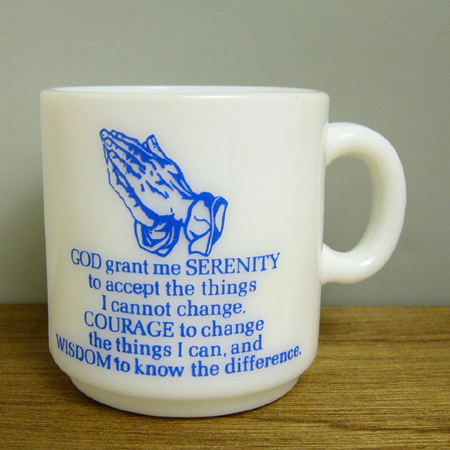 GOD grant me SERENITY
to accept the things
I cannot change.
COURAGE to change
the things I can, and
WISDOM to know the difference.